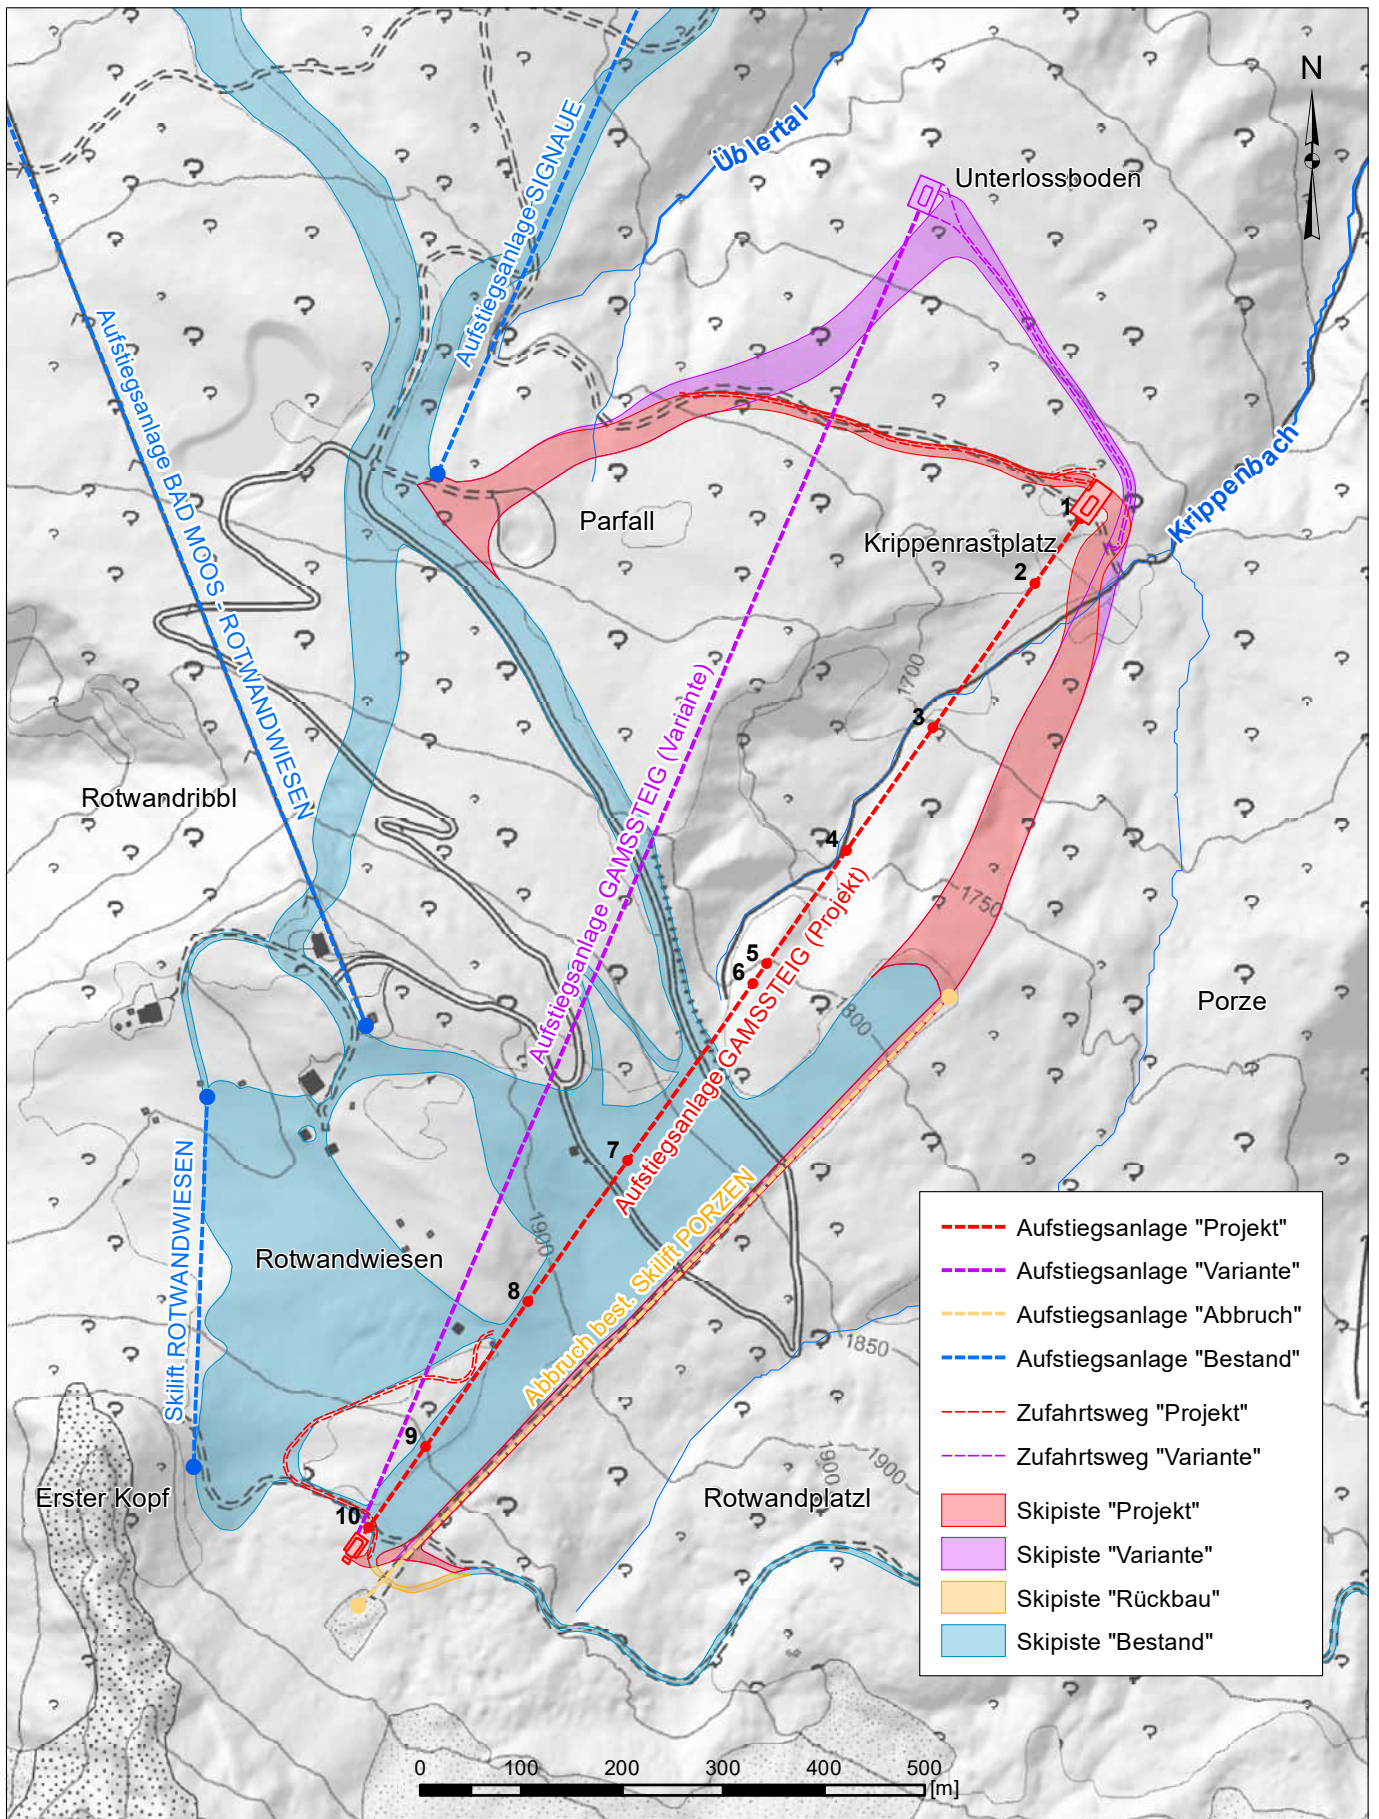 N
Üblertal
Unterlossboden
Aufstiegsanlage SIGNAUE
Aufstiegsanlage BAD MOOS - ROTWANDWIESEN
Krippenbach
Parfall
1
Krippenrastplatz
2
1700
3
Aufstiegsanlage GAMSSTEIG (Variante)
Rotwandribbl
4
1750
Aufstiegsanlage GAMSSTEIG (Projekt)
5
6
Porze
1800
7
Skilift ROTWANDWIESEN
Abbruch best. Skilift PORZEN
1900
Rotwandwiesen
8
1850
9
1900
1900
Erster Kopf
Rotwandplatzl
10
Aufstiegsanlage "Projekt"
Aufstiegsanlage "Variante"
Aufstiegsanlage "Abbruch"
Aufstiegsanlage "Bestand"
Zufahrtsweg "Projekt"
Zufahrtsweg "Variante"
Skipiste "Projekt"
Skipiste "Variante"
Skipiste "Rückbau"
Skipiste "Bestand"
0 100 200 300 400 500
[m]